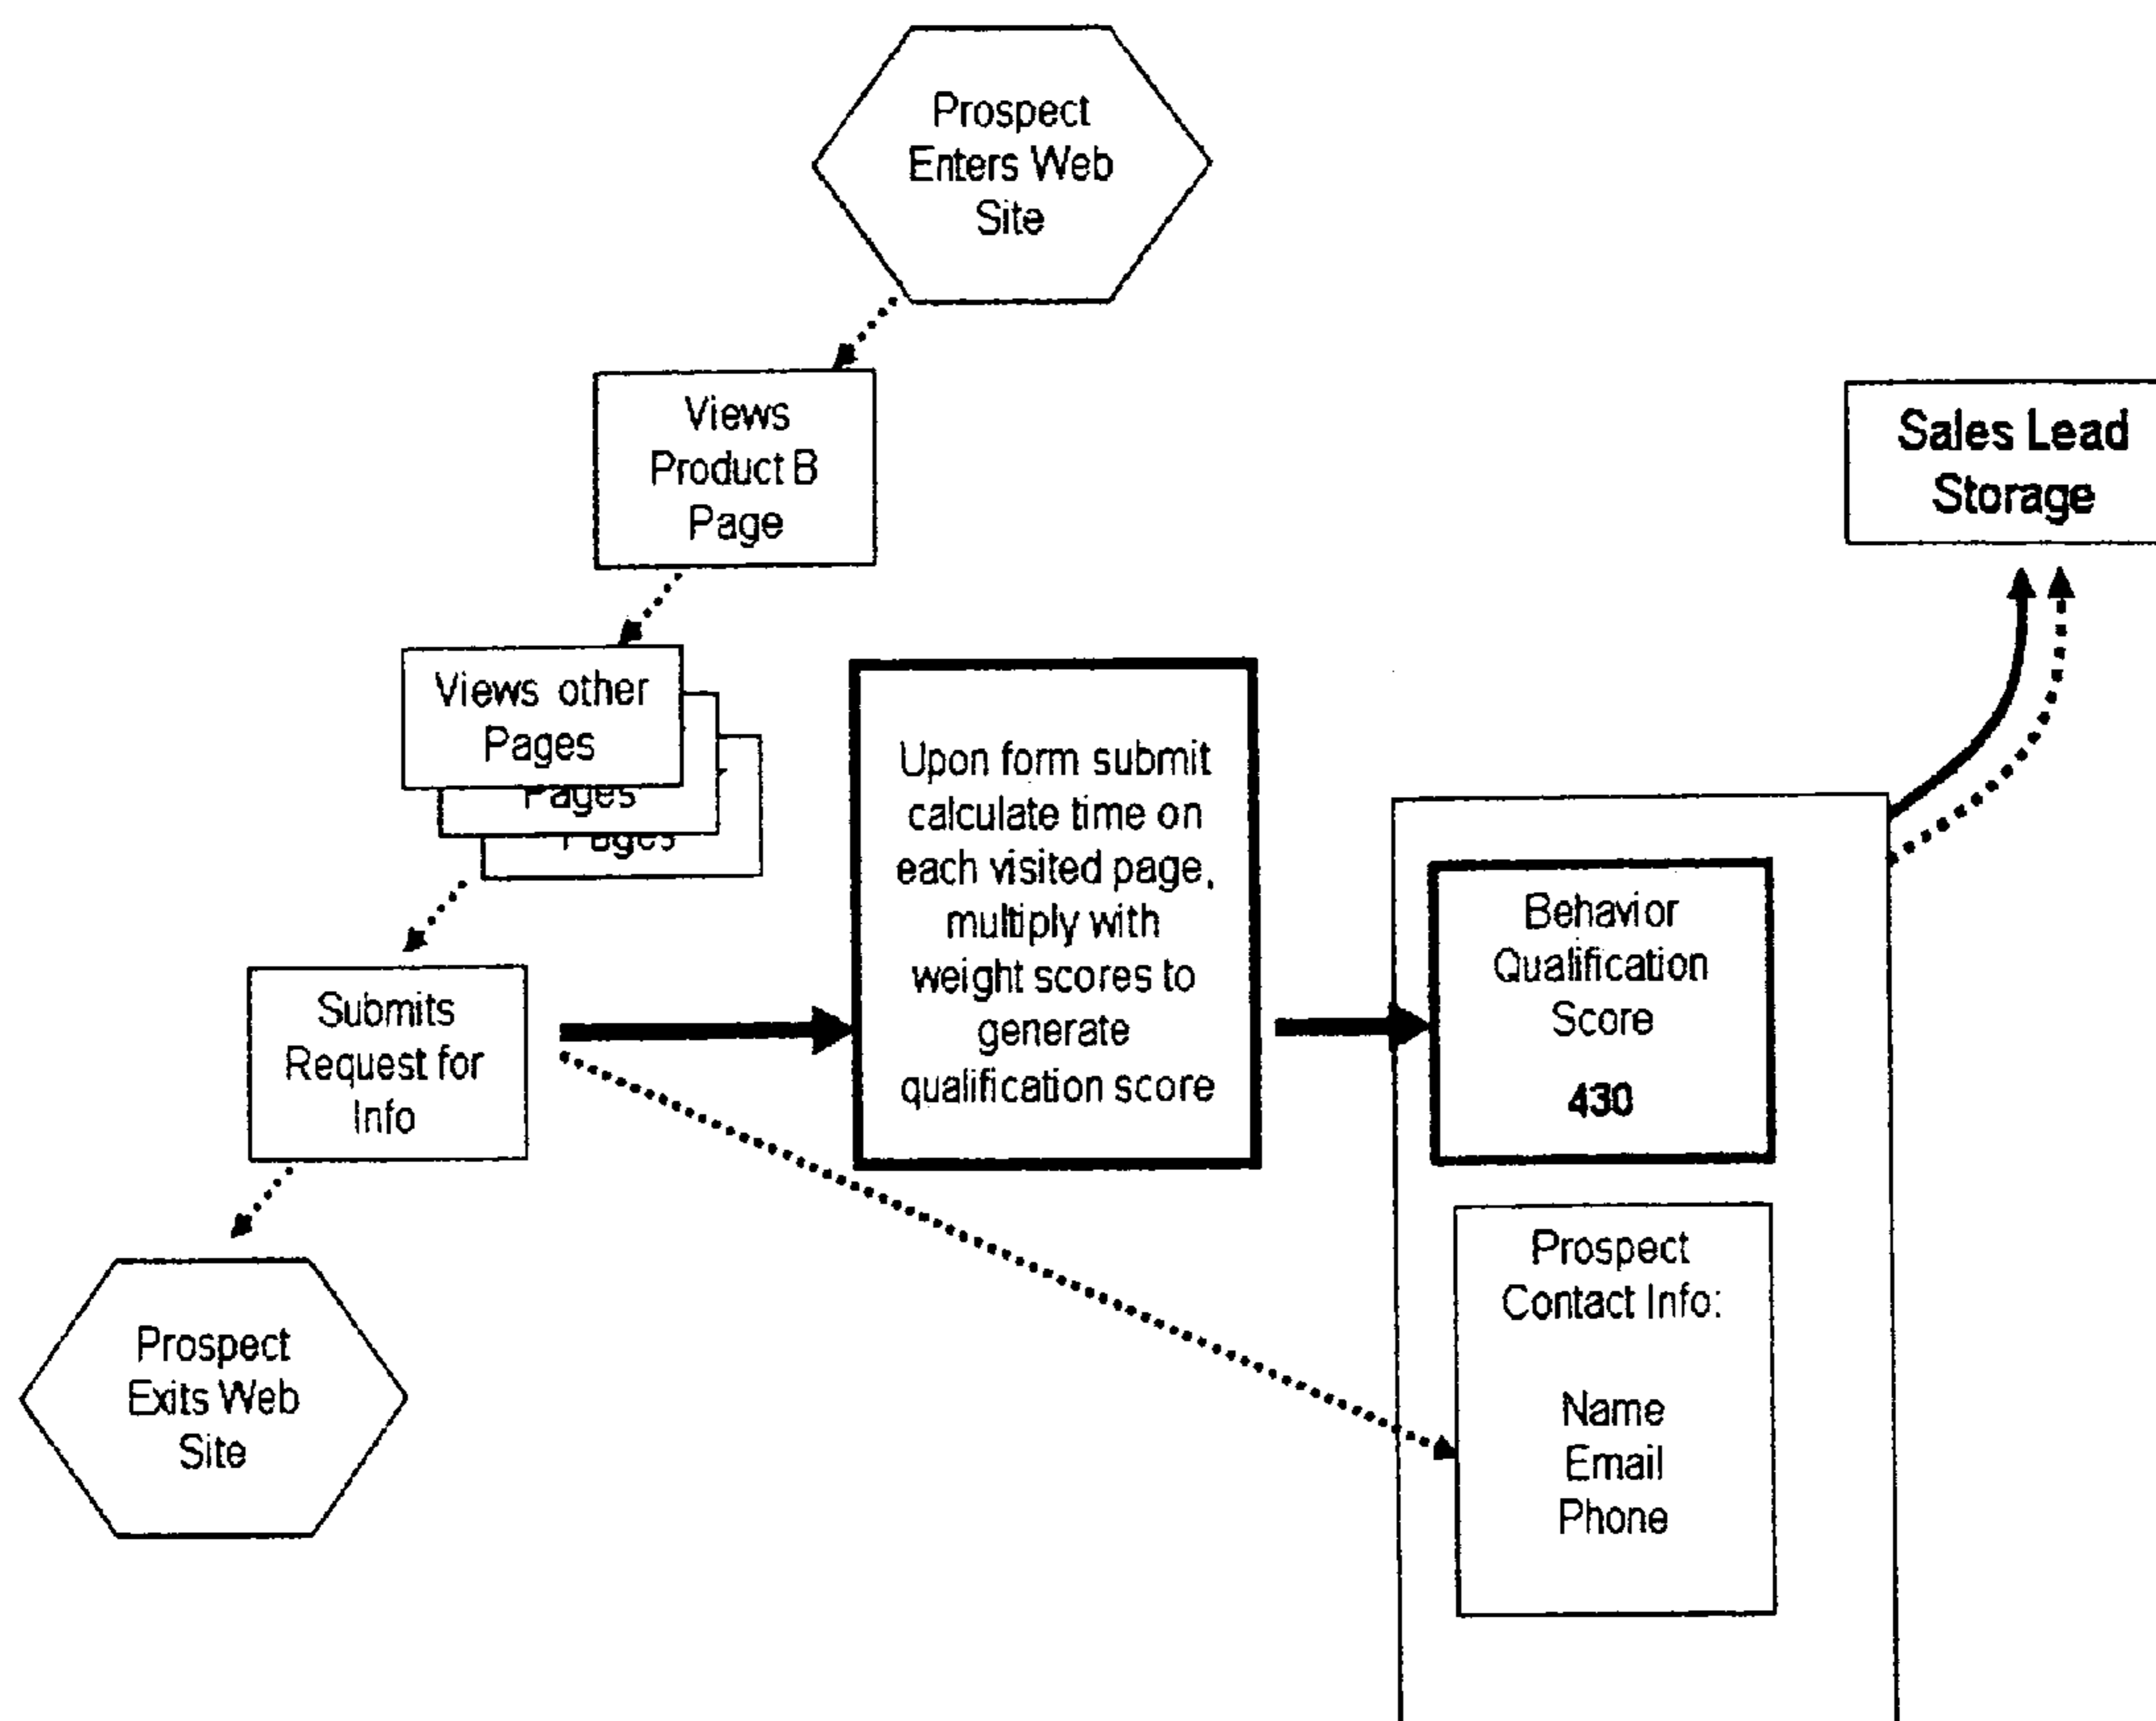 Prospect
Enters Web
Site
Views
Product B
Page
Sales Lead
Storage
Views other
Pages
Pages
Pages
Upon form submit
calculate time on
each visited page,
multiply with
weight scores to
generate
qualification score
Behavior
Qualification
Score
430
Submits
Request for
Info
Prospect
Contact Info:
Name
Email
Phone
Prospect
Exits Web
Site